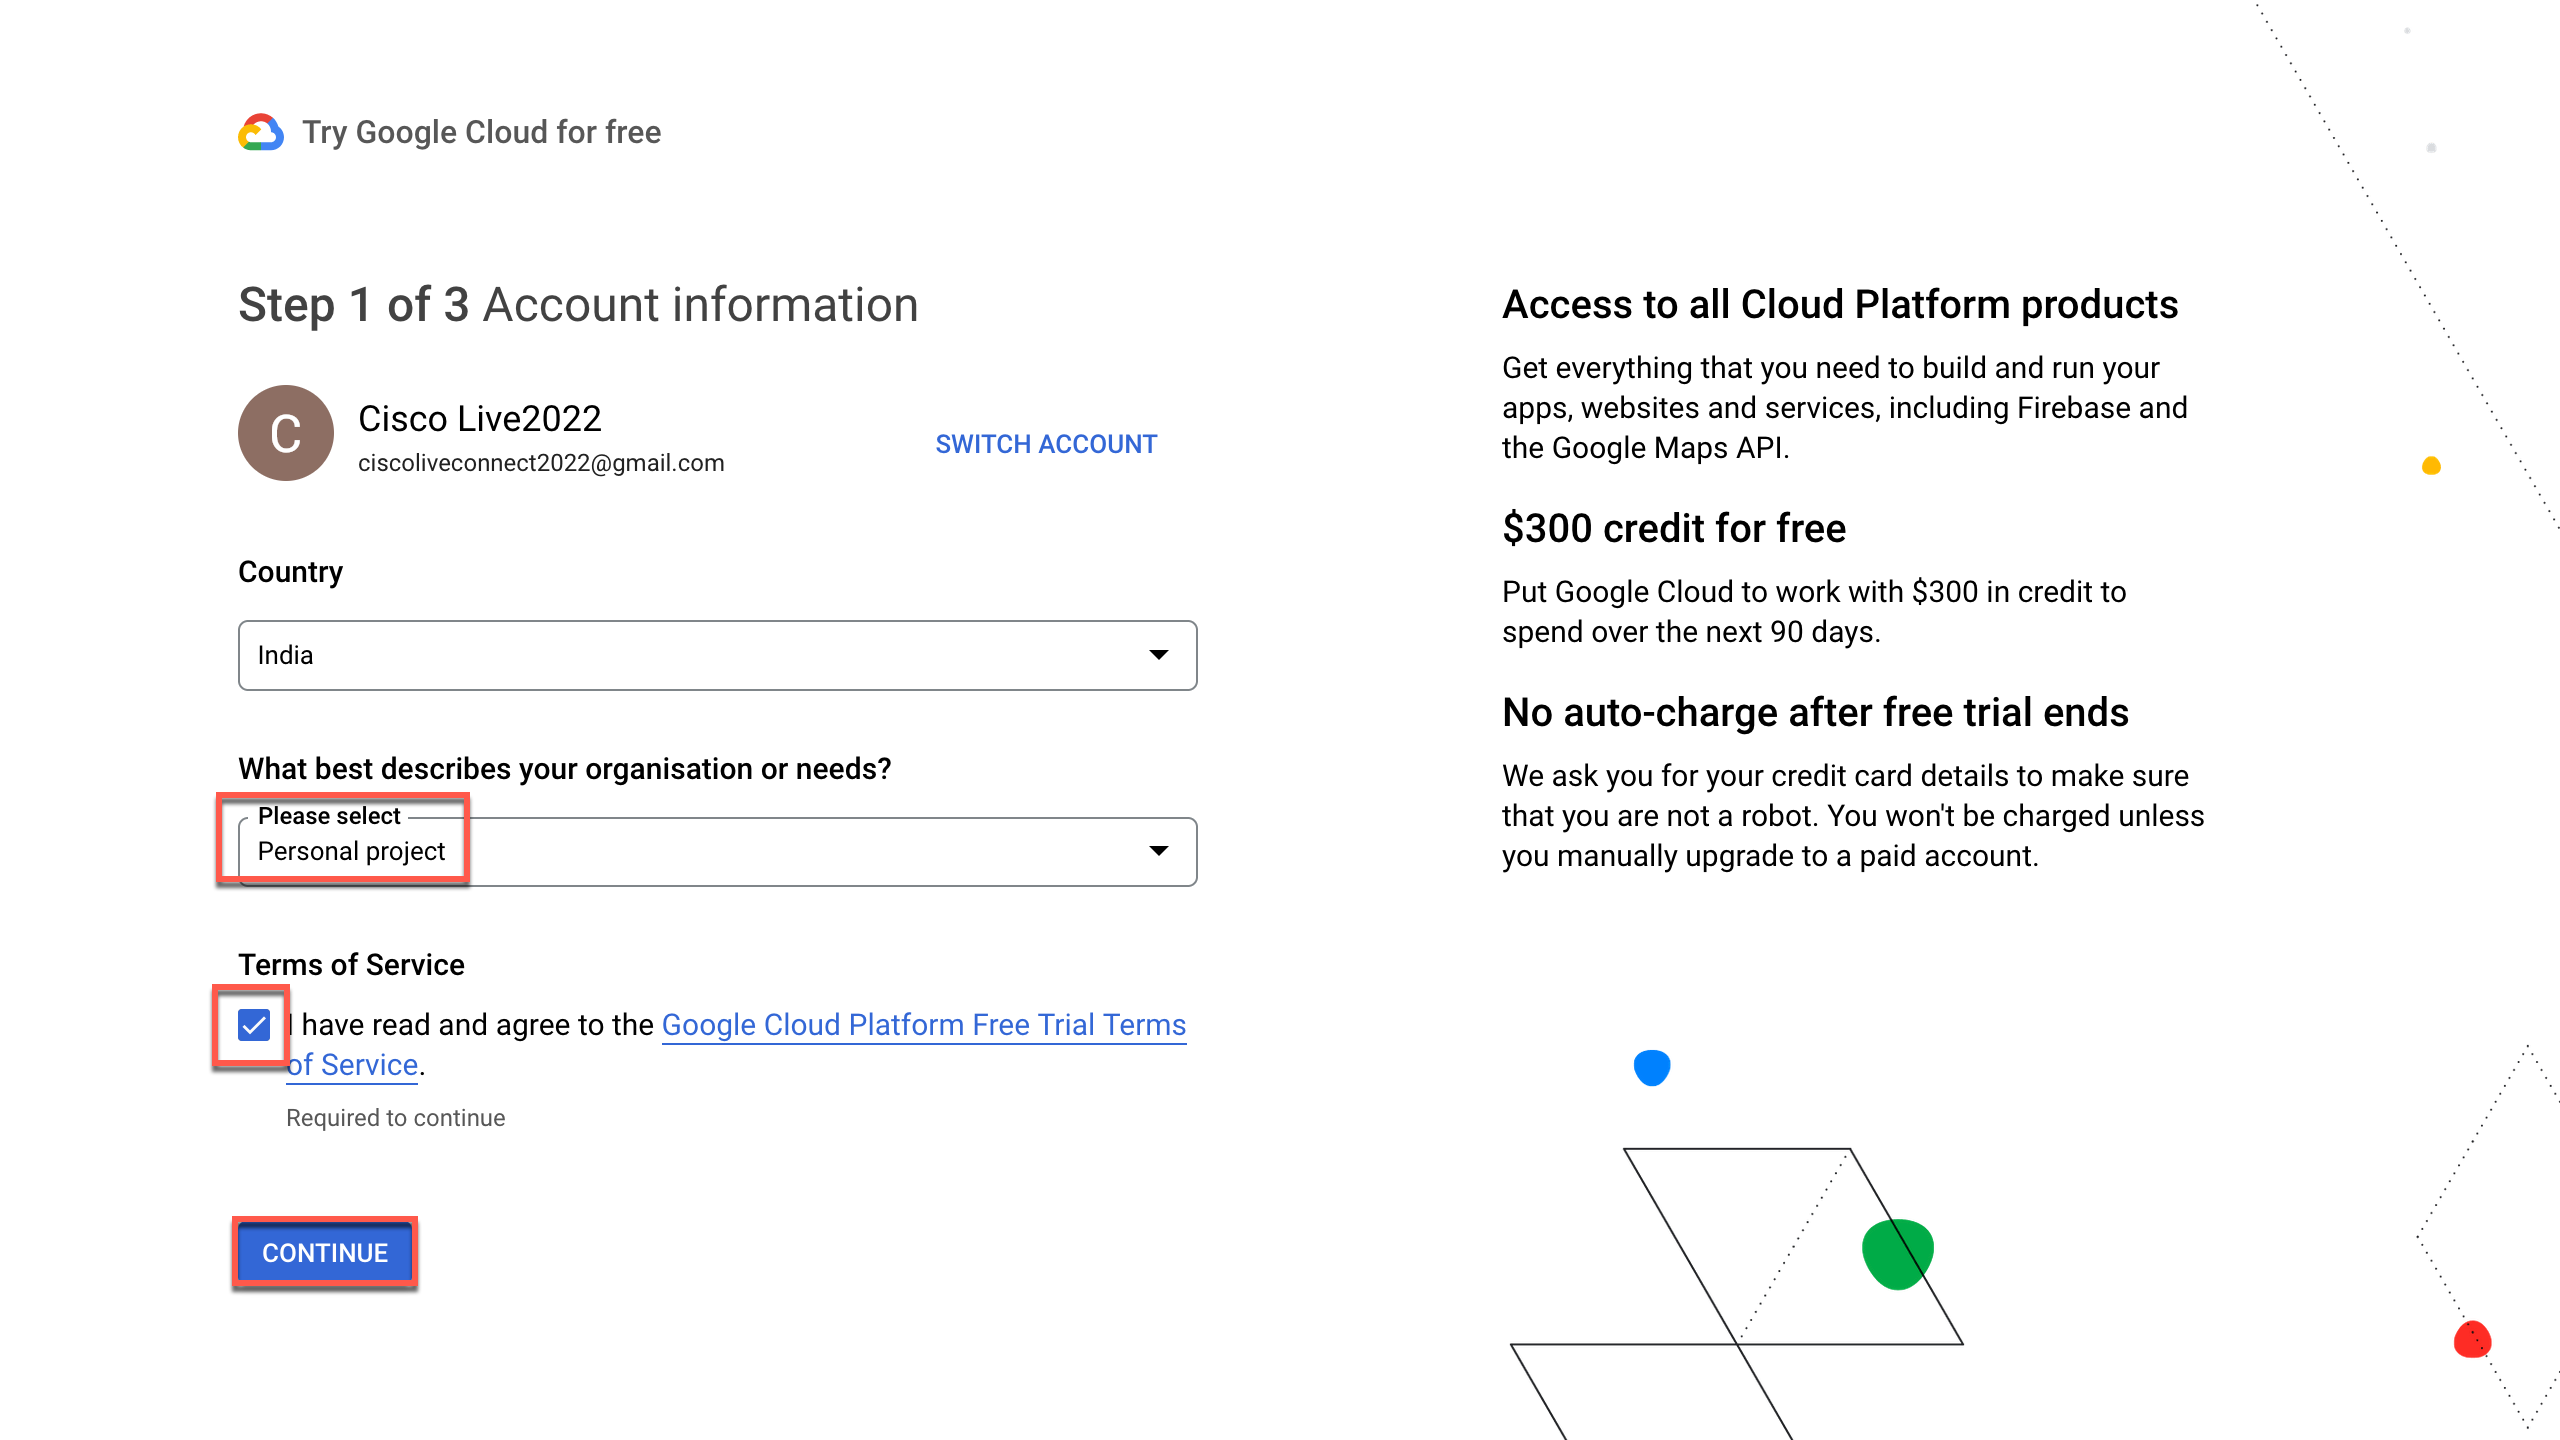 Try Google Cloud for free
Step 1 of 3 Account information
C
Cisco Live2022
ciscoliveconnect2022@gmail.com
SWITCH ACCOUNT
Country
India
What best describes your organisation or needs?
Please select
Personal project
Terms of Service
I have read and agree to the Google Cloud Platform Free Trial Terms
of Service.
Required to continue
CONTINUE
Access to all Cloud Platform products
Get everything that you need to build and run your
apps, websites and services, including Firebase and
the Google Maps API.
$300 credit for free
Put Google Cloud to work with $300 in credit to
spend over the next 90 days.
No auto-charge after free trial ends
We ask you for your credit card details to make sure
that you are not a robot. You won't be charged unless
you manually upgrade to a paid account.